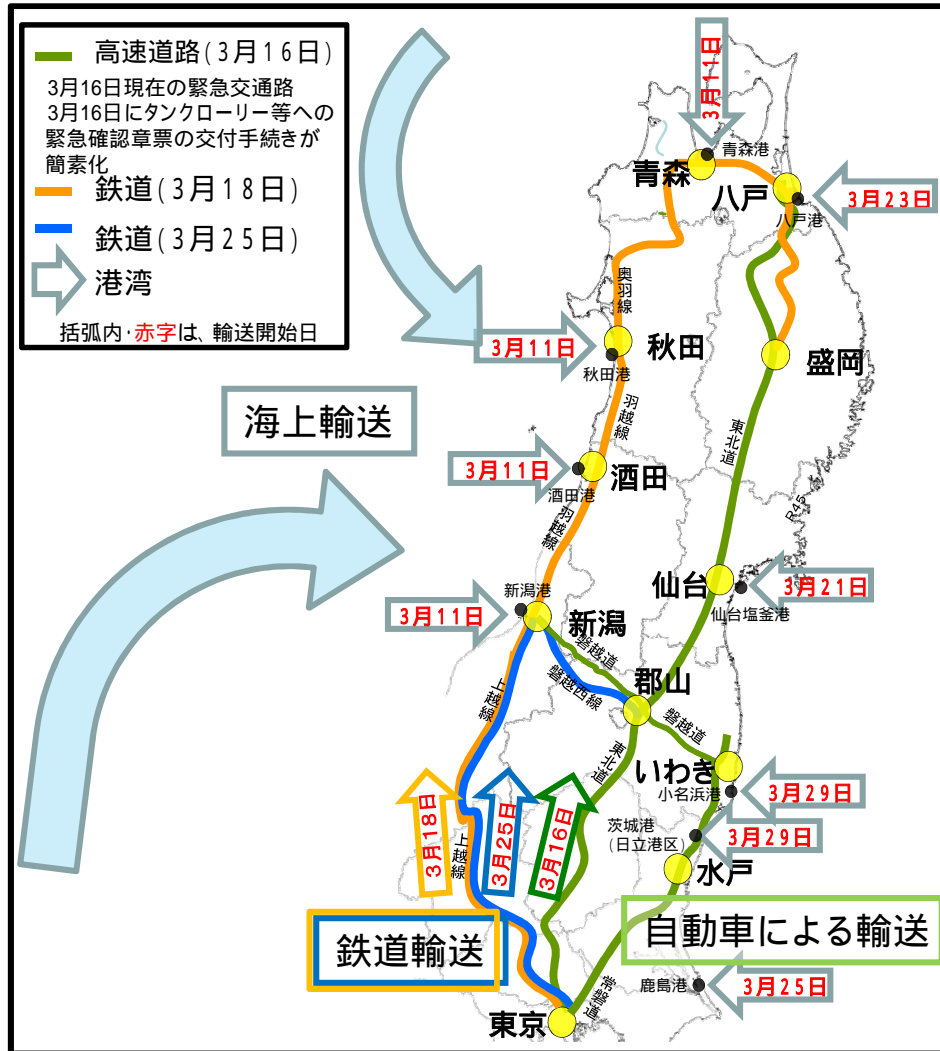 高速道路(3月16日)
3月16日現在の緊急交通路
3月16日にタンクローリー等への
緊急確認章票の交付手続きが
簡素化
鉄道(3月18日)
鉄道(3月25日)
港湾
括弧内・赤字は、輸送開始日
3月11日
青森港
青森
八戸
3月23日
八戸港
奥羽線
3月11日
秋田
秋田港
盛岡
海上輸送
羽越線
東北道
3月11日
酒田
酒田港
R45
羽越線
仙台
3月21日
仙台塩釜港
新潟港
3月11日
新潟
磐越道
郡山
磐越西線
上越線
磐越道
東北道
いわき
小名浜港
3月29日
3月18日
3月25日
3月16日
茨城港
(日立港区)
3月29日
上越線
水戸
鉄道輸送
自動車による輸送
鹿島港
3月25日
常磐道
東京